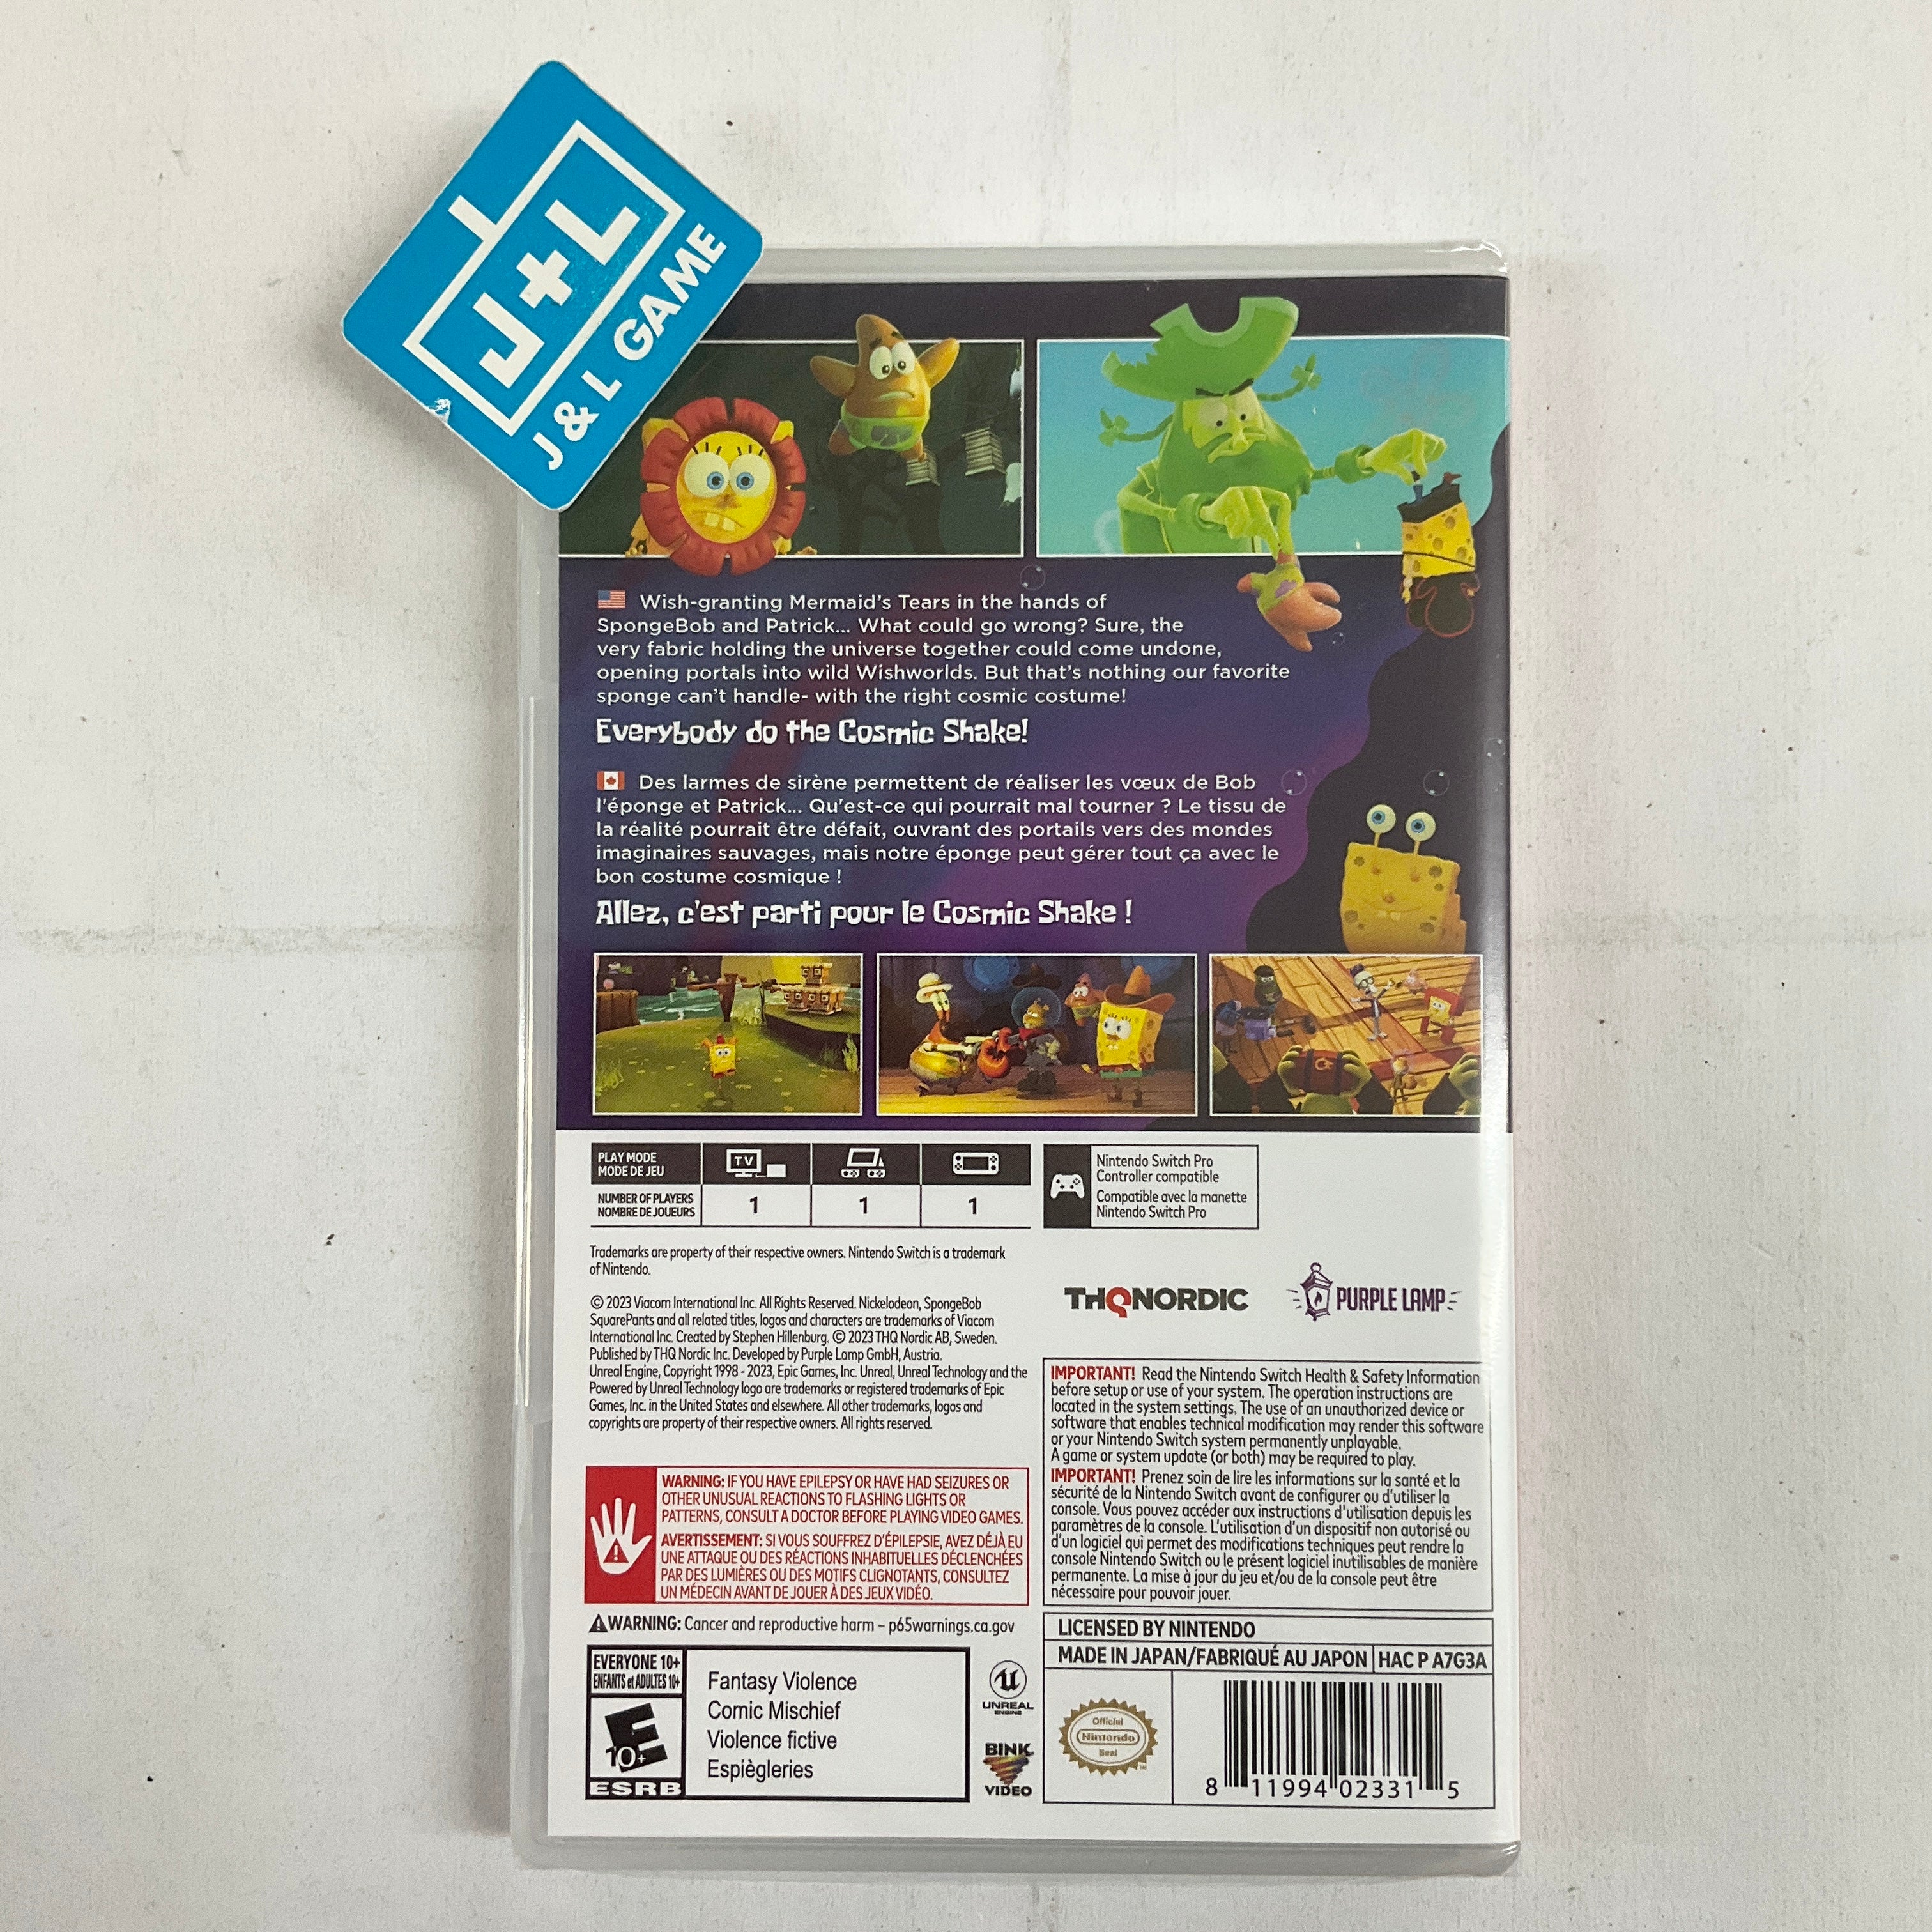 J+L
J & L GAME
Wish-granting Mermaid's Tears in the hands of
SpongeBob and Patrick... What could go wrong? Sure, the
very fabric holding the universe together could come undone,
opening portals into wild Wishworlds. But that's nothing our favorite
sponge can't handle- with the right cosmic costume!
Everybody do the Cosmic Shake!
Des larmes de sirène permettent de réaliser les vœux de Bob
l'éponge et Patrick... Qu'est-ce qui pourrait mal tourner ? Le tissu de
la réalité pourrait être défait, ouvrant des portails vers des mondes
imaginaires sauvages, mais notre éponge peut gérer tout ça avec le
bon costume cosmique !
Allez, c'est parti pour le Cosmic Shake !
PLAY MODE
MODE DE JEU
TV
NUMBER OF PLAYERS
NOMBRE DE JOUEURS
1 1 1
Nintendo Switch Pro
Controller compatible
Compatible avec la manette
Nintendo Switch Pro
Trademarks are property of their respective owners. Nintendo Switch is a trademark
of Nintendo.
© 2023 Viacom International Inc. All Rights Reserved. Nickelodeon, SpongeBob
SquarePants and all related titles, logos and characters are trademarks of Viacom
International Inc. Created by Stephen Hillenburg. © 2023 THQ Nordic AB, Sweden.
Published by THQ Nordic Inc. Developed by Purple Lamp GmbH, Austria.
Unreal Engine, Copyright 1998 - 2023, Epic Games, Inc. Unreal, Unreal Technology and the
Powered by Unreal Technology logo are trademarks or registered trademarks of Epic
Games, Inc. in the United States and elsewhere. All other trademarks, logos and
copyrights are property of their respective owners. All rights reserved.
THQNORDIC
PURPLE LAMP
IMPORTANT! Read the Nintendo Switch Health & Safety Information
before setup or use of your system. The operation instructions are
located in the system settings. The use of an unauthorized device or
software that enables technical modification may render this software
or your Nintendo Switch system permanently unplayable.
A game or system update (or both) may be required to play.
IMPORTANT! Prenez soin de lire les informations sur la santé et la
sécurité de la Nintendo Switch avant de configurer ou d'utiliser la
console. Vous pouvez accéder aux instructions d'utilisation depuis les
paramètres de la console. L'utilisation d'un dispositif non autorisé ou
d'un logiciel qui permet des modifications techniques peut rendre la
console Nintendo Switch ou le présent logiciel inutilisables de manière
permanente. La mise à jour du jeu et/ou de la console peut être
nécessaire pour pouvoir jouer.
WARNING: IF YOU HAVE EPILEPSY OR HAVE HAD SEIZURES OR
OTHER UNUSUAL REACTIONS TO FLASHING LIGHTS OR
PATTERNS, CONSULT A DOCTOR BEFORE PLAYING VIDEO GAMES.
AVERTISSEMENT: SI VOUS SOUFFREZ D'ÉPILEPSIE, AVEZ DÉJÀ EU
UNE ATTAQUE OU DES RÉACTIONS INHABITUELLES DÉCLENCHÉES
PAR DES LUMIÈRES OU DES MOTIFS CLIGNOTANTS, CONSULTEZ
UN MÉDECIN AVANT DE JOUER À DES JEUX VIDÉO.
WARNING: Cancer and reproductive harm – p65warnings.ca.gov
EVERYONE 10+
ENFANTS et ADULTES 10+
E
10+
ESRB
Fantasy Violence
Comic Mischief
Violence fictive
Espiègleries
UNREAL
ENGINE
BINK
VIDEO
LICENSED BY NINTENDO
MADE IN JAPAN/FABRIQUÉ AU JAPON HAC P A7G3A
Official
Nintendo
Seal
8 11994 02331 5